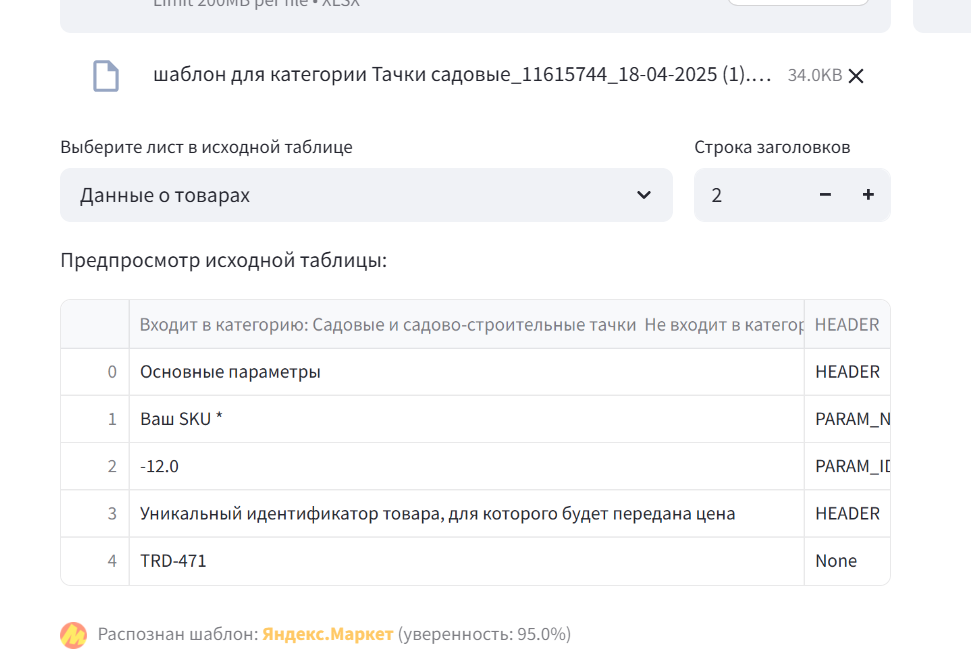 Limit 200MB per file • XLSX
шаблон для категории Тачки садовые_11615744_18-04-2025 (1).... 34.0KB
Выберите лист в исходной таблице
Строка заголовков
Данные о товарах
2
Предпросмотр исходной таблицы:
Входит в категорию: Садовые и садово-строительные тачки Не входит в категор HEADER
0 Основные параметры HEADER
1 Ваш SKU * PARAM_N
2 -12.0 PARAM_ID
3 Уникальный идентификатор товара, для которого будет передана цена HEADER
4 TRD-471 None
Распознан шаблон: Яндекс.Маркет (уверенность: 95.0%)